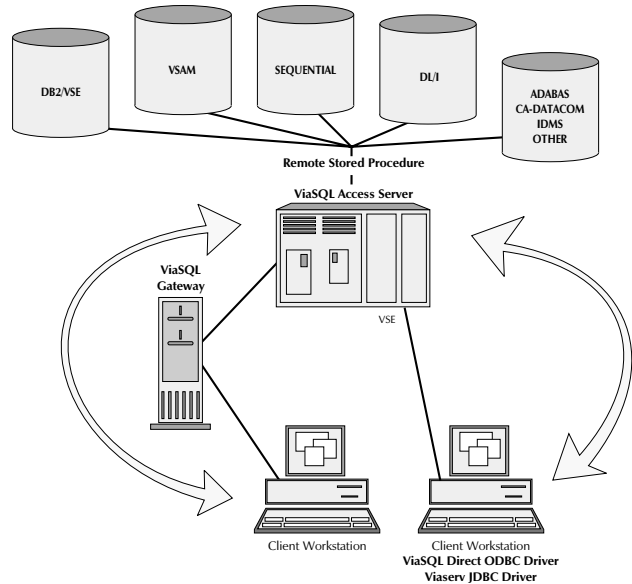 DB2/VSE
VSAM
SEQUENTIAL
DL/I
ADABAS
CA-DATACOM
IDMS
OTHER
Remote Stored Procedure
ViaSQL Access Server
ViaSQL
Gateway
VSE
Client Workstation
Client Workstation
ViaSQL Direct ODBC Driver
Viaserv JDBC Driver